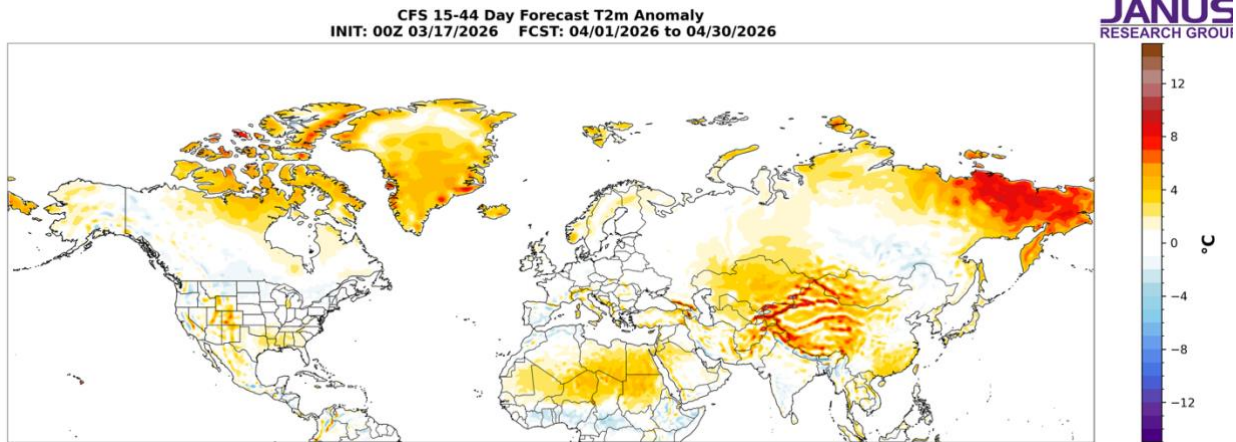 CFS 15-44 Day Forecast T2m Anomaly
INIT: 00Z 03/17/2026 FCST: 04/01/2026 to 04/30/2026
JANUS
RESEARCH GROUP
12
8
4
0
−4
−8
−12
°C